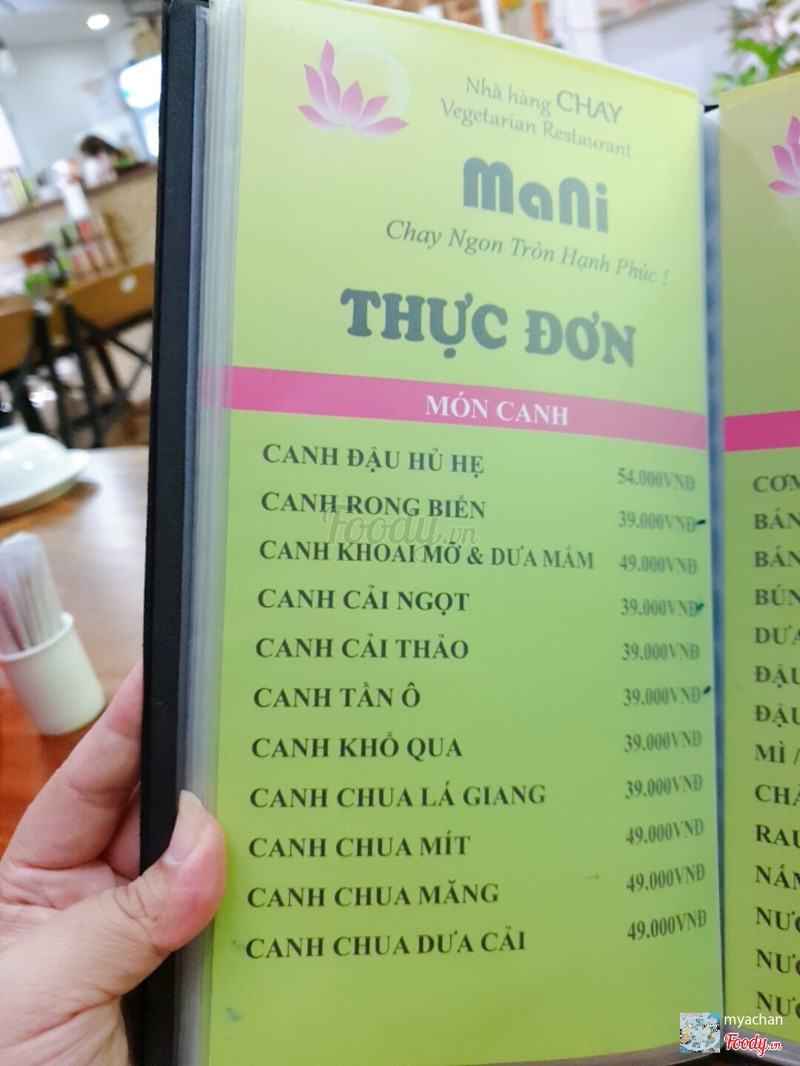 Nhà hàng CHAY
Vegetarian Restaurant
MaNi
Chay Ngon Tròn Hạnh Phúc !
THỰC ĐƠN
MÓN CANH
CANH ĐẬU HỦ HẸ 54.000VNĐ
CANH RONG BIỂN 39.000VNĐ
CANH KHOAI MỠ & DƯA MẮM 49.000VNĐ
CANH CẢI NGỌT 39.000VNĐ
CANH CẢI THẢO 39.000VNĐ
CANH TẦN Ô 39.000VNĐ
CANH KHỔ QUA 39.000VNĐ
CANH CHUA LÁ GIANG 39.000VNĐ
CANH CHUA MÍT 49.000VNĐ
CANH CHUA MĂNG 49.000VNĐ
CANH CHUA DƯA CẢI 49.000VNĐ
Foody.vn
BÚN
MÌ /
myachan
Foody.vn